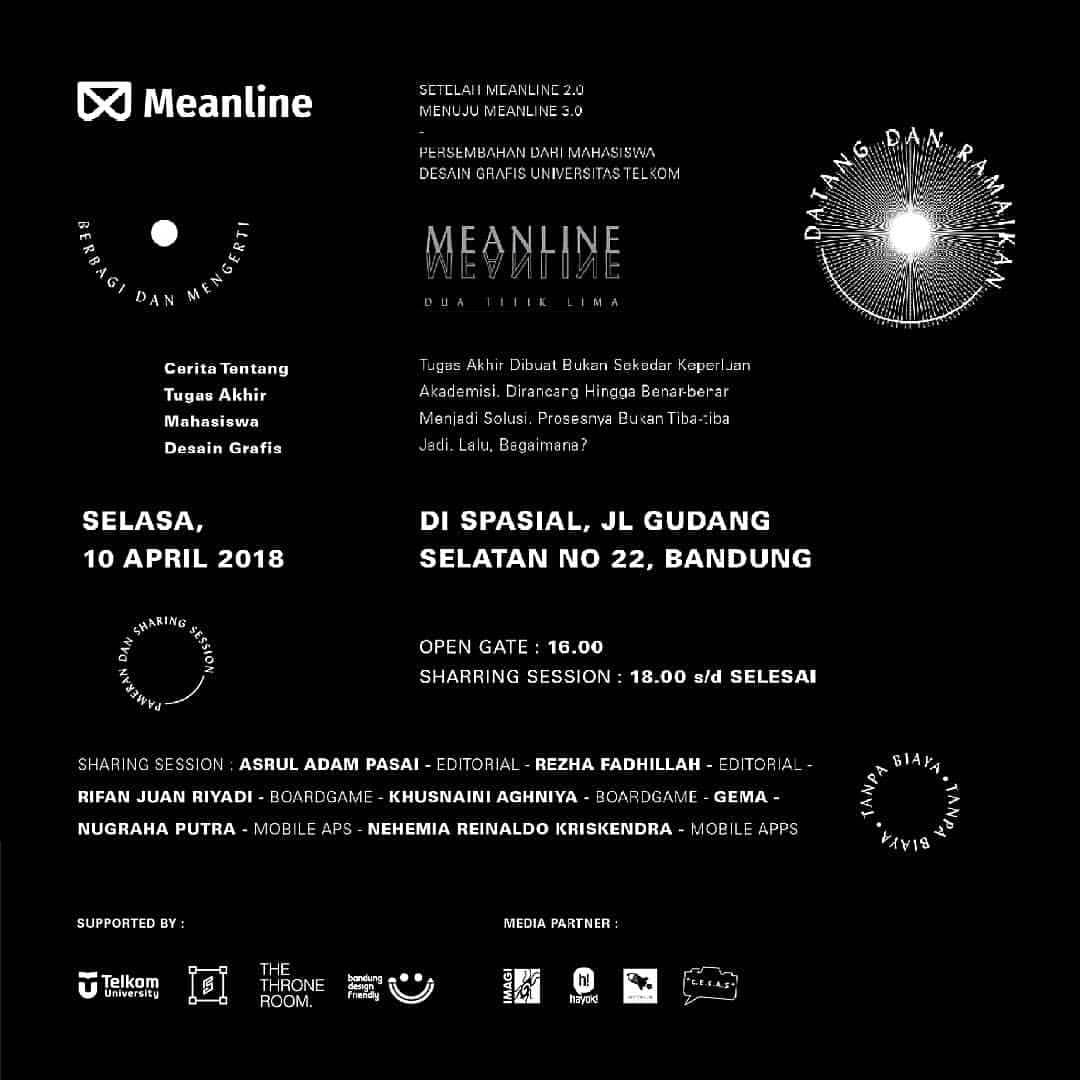 Meanline
SETELAH MEANLINE 2.0
MENUJU MEANLINE 3.0
-
PERSEMBAHAN DARI MAHASISWA
DESAIN GRAFIS UNIVERSITAS TELKOM
DATANG DAN RAMAIKAN
BERBAGI DAN MENGERTI
MEANLINE
MEANLINE
DUA TITIK LIMA
Cerita Tentang
Tugas Akhir
Mahasiswa
Desain Grafis
Tugas Akhir Dibuat Bukan Sekedar Keperluan
Akademisi. Dirancang Hingga Benar-benar
Menjadi Solusi. Prosesnya Bukan Tiba-tiba
Jadi. Lalu, Bagaimana?
SELASA,
10 APRIL 2018
DI SPASIAL, JL GUDANG
SELATAN NO 22, BANDUNG
PAMERAN DAN SHARING SESSION
OPEN GATE : 16.00
SHARRING SESSION : 18.00 s/d SELESAI
SHARING SESSION : ASRUL ADAM PASAI - EDITORIAL - REZHA FADHILLAH - EDITORIAL -
RIFAN JUAN RIYADI - BOARDGAME - KHUSNAINI AGHNIYA - BOARDGAME - GEMA -
NUGRAHA PUTRA - MOBILE APS - NEHEMIA REINALDO KRISKENDRA - MOBILE APPS
TANPA BIAYA • TANPA BIAYA •
SUPPORTED BY :
MEDIA PARTNER :
Telkom
University
THE
THRONE
ROOM.
bandung
design
friendly
IMAGI
h!
hayok!
"C.E.S.A.S"